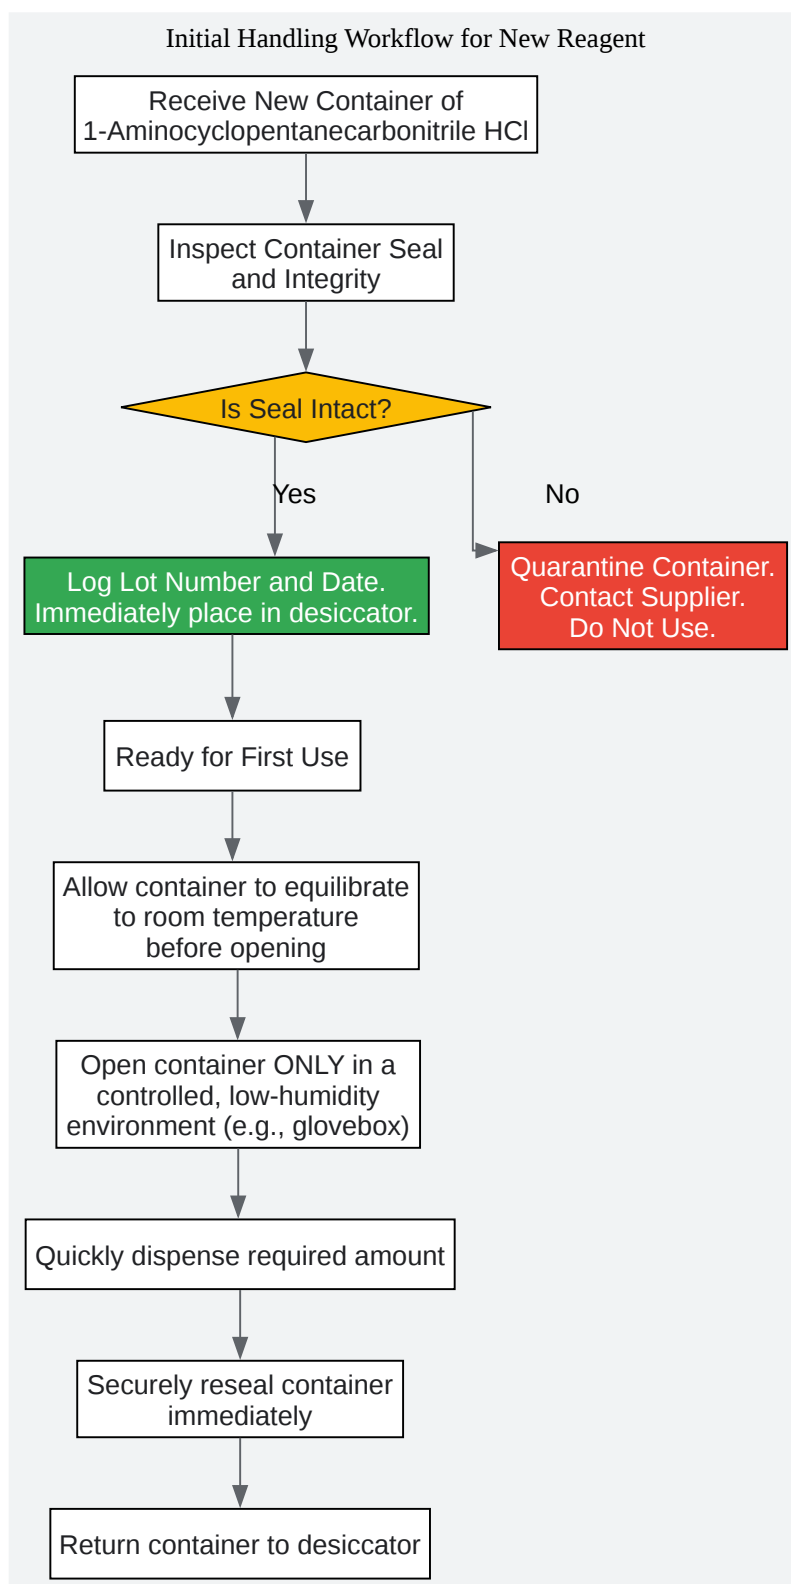 Initial Handling Workflow for New Reagent
Receive New Container of
1-Aminocyclopentanecarbonitrile HCl
Inspect Container Seal
and Integrity
Is Seal Intact?
Yes
No
Log Lot Number and Date.
Immediately place in desiccator.
Quarantine Container.
Contact Supplier.
Do Not Use.
Ready for First Use
Allow container to equilibrate
to room temperature
before opening
Open container ONLY in a
controlled, low-humidity
environment (e.g., glovebox)
Quickly dispense required amount
Securely reseal container
immediately
Return container to desiccator